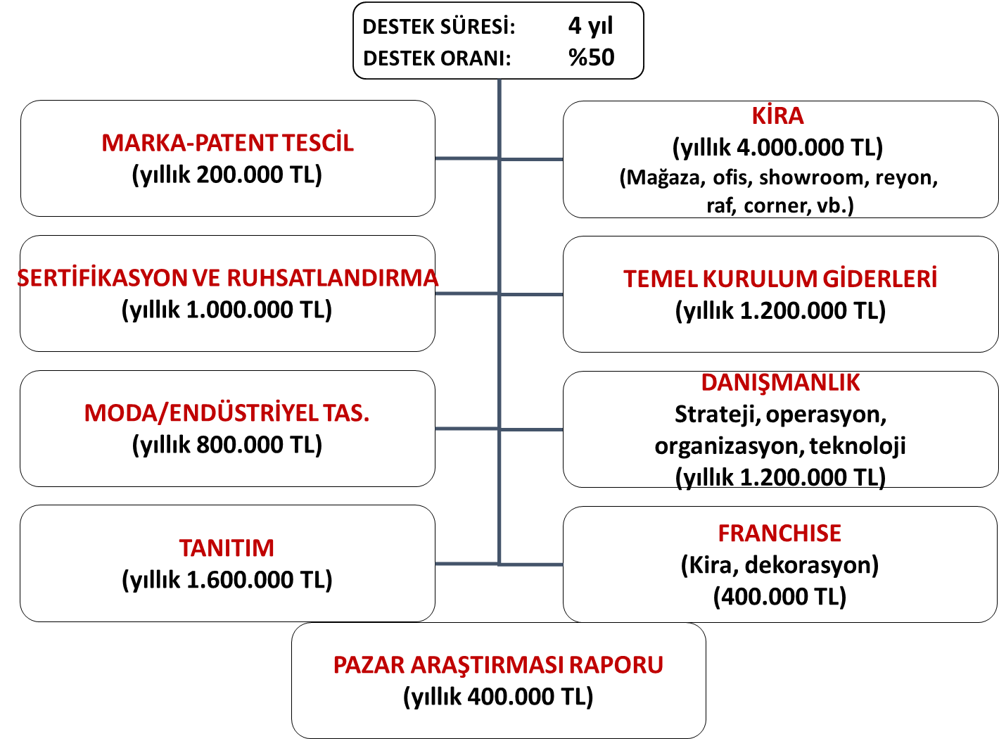 DESTEK SÜRESİ: 4 yıl
DESTEK ORANI: %50
MARKA-PATENT TESCİL
(yıllık 200.000 TL)
KİRA
(yıllık 4.000.000 TL)
(Mağaza, ofis, showroom, reyon,
raf, corner, vb.)
SERTİFİKASYON VE RUHSATLANDIRMA
(yıllık 1.000.000 TL)
TEMEL KURULUM GİDERLERİ
(yıllık 1.200.000 TL)
MODA/ENDÜSTRİYEL TAS.
(yıllık 800.000 TL)
DANIŞMANLIK
Strateji, operasyon,
organizasyon, teknoloji
(yıllık 1.200.000 TL)
TANITIM
(yıllık 1.600.000 TL)
FRANCHISE
(Kira, dekorasyon)
(400.000 TL)
PAZAR ARAŞTIRMASI RAPORU
(yıllık 400.000 TL)